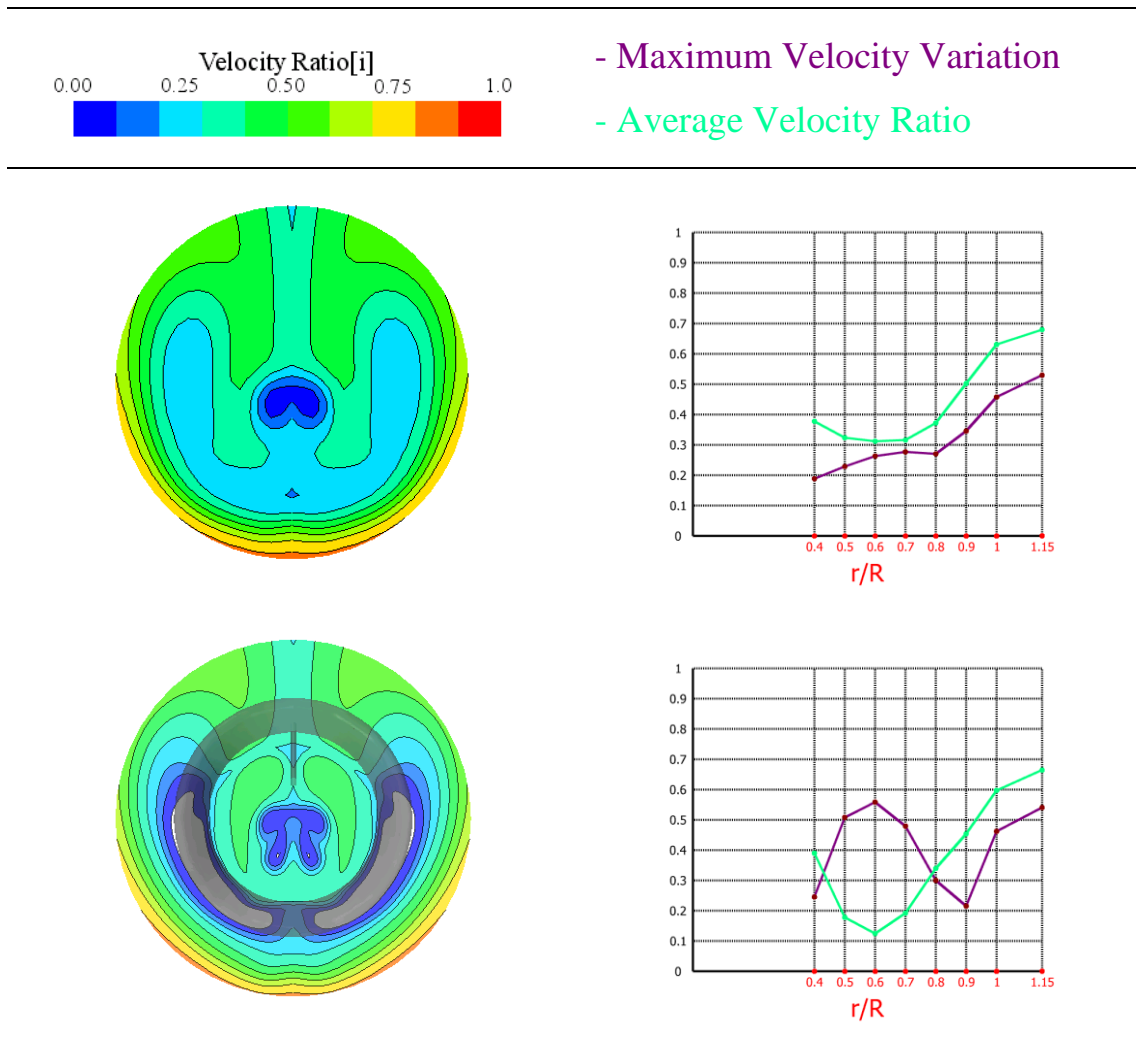 Velocity Ratio[i]
0.00 0.25 0.50 0.75 1.0
- Maximum Velocity Variation
- Average Velocity Ratio
1
0.9
0.8
0.7
0.6
0.5
0.4
0.3
0.2
0.1
0
0.4 0.5 0.6 0.7 0.8 0.9 1 1.15
r/R
1
0.9
0.8
0.7
0.6
0.5
0.4
0.3
0.2
0.1
0
0.4 0.5 0.6 0.7 0.8 0.9 1 1.15
r/R